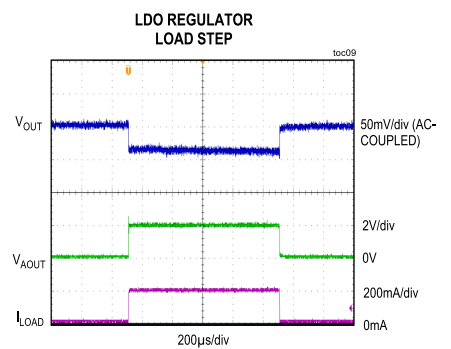 LDO REGULATOR
LOAD STEP
toc09
VOUT
50mV/div (AC-
COUPLED)
2V/div
VAOUT
0V
200mA/div
ILOAD
0mA
200µs/div